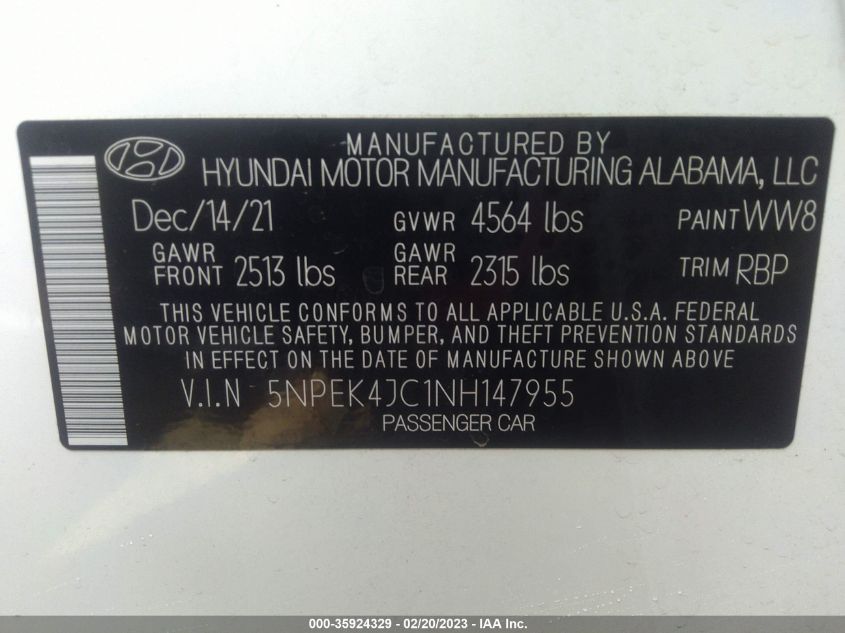 MANUFACTURED BY
HYUNDAI MOTOR MANUFACTURING ALABAMA, LLC
Dec/14/21 GVWR 4564 lbs PAINT WW8
GAWR FRONT 2513 lbs GAWR REAR 2315 lbs TRIM RBP
THIS VEHICLE CONFORMS TO ALL APPLICABLE U.S.A. FEDERAL
MOTOR VEHICLE SAFETY, BUMPER, AND THEFT PREVENTION STANDARDS
IN EFFECT ON THE DATE OF MANUFACTURE SHOWN ABOVE
V.I.N 5NPEK4JC1NH147955
PASSENGER CAR
000-35924329 - 02/20/2023 - IAA Inc.